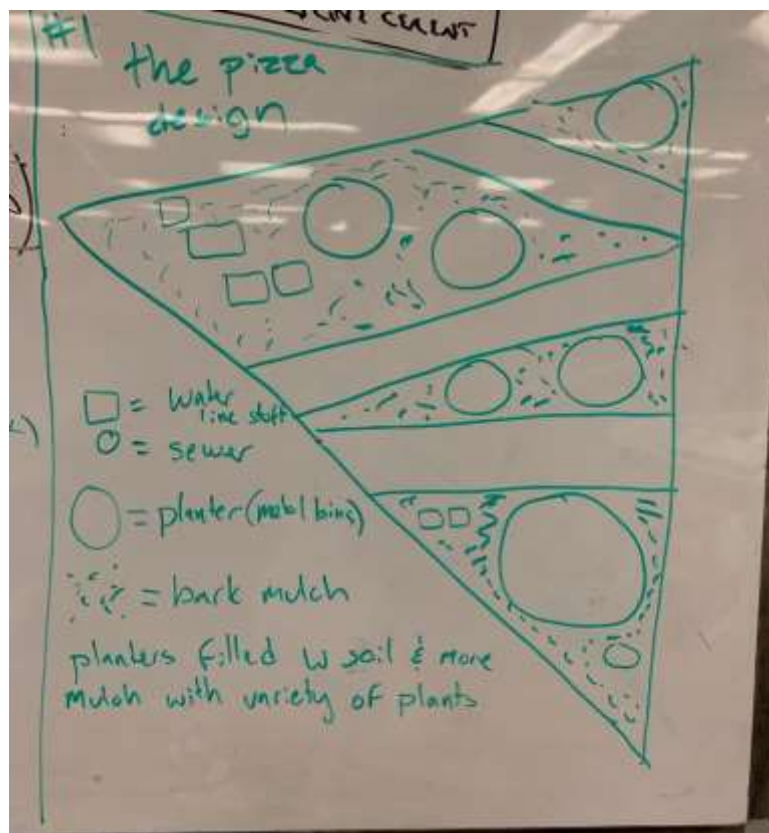 CEMENT
#1
the pizza
design
= water
line stuff
= sewer
= planter (metal bins)
= bark mulch
planters filled w soil & more
mulch with variety of plants